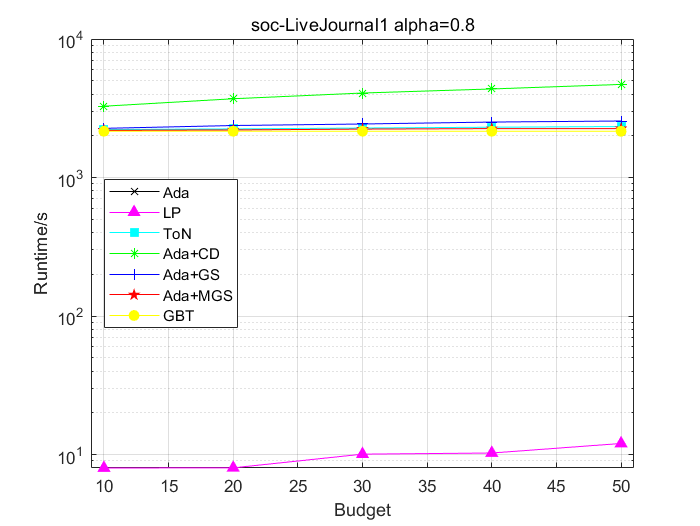 soc-LiveJournal1 alpha=0.8
10^4
10^3
10^2
10^1
Runtime/s
Ada
LP
ToN
Ada+CD
Ada+GS
Ada+MGS
GBT
10 15 20 25 30 35 40 45 50
Budget